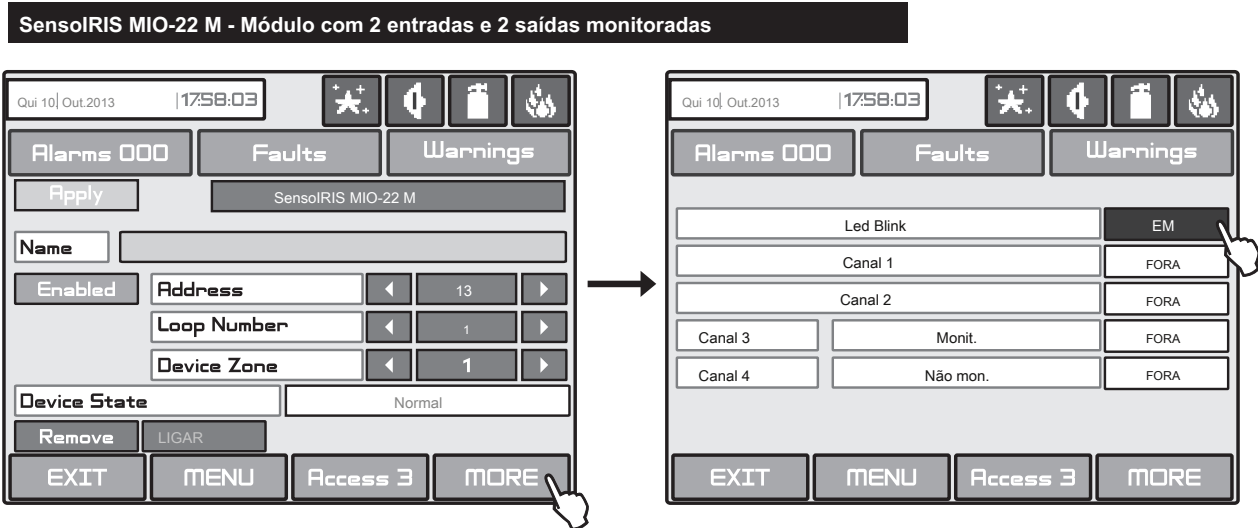 SensoIRIS MIO-22 M - Módulo com 2 entradas e 2 saídas monitoradas
Qui 10 Out.2013 17:58:03
Alarms 000 Faults Warnings
Apply SensoIRIS MIO-22 M
Name
Enabled Address 13
Loop Number 1
Device Zone 1
Device State Normal
Remove LIGAR
EXIT MENU Access 3 MORE
Qui 10 Out.2013 17:58:03
Alarms 000 Faults Warnings
Led Blink EM
Canal 1 FORA
Canal 2 FORA
Canal 3 Monit. FORA
Canal 4 Não mon. FORA
EXIT MENU Access 3 MORE